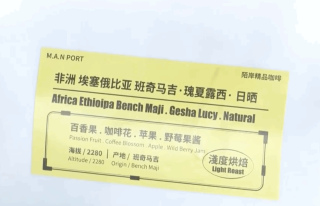 M.A.N PORT
陌岸精品咖啡
非洲 埃塞俄比亚 班奇马吉·瑰夏露西·日晒
Africa Ethioipa Bench Maji . Gesha Lucy . Natural
百香果 . 咖啡花 . 苹果 . 野莓果酱
Passion Fruit . Coffee Blossom . Apple . Wild Berry Jam
海拔 / 2280 | 产地 / 班奇马吉
Altitude / 2280 Origin / Bench Maji
淺度烘焙
Light Roast